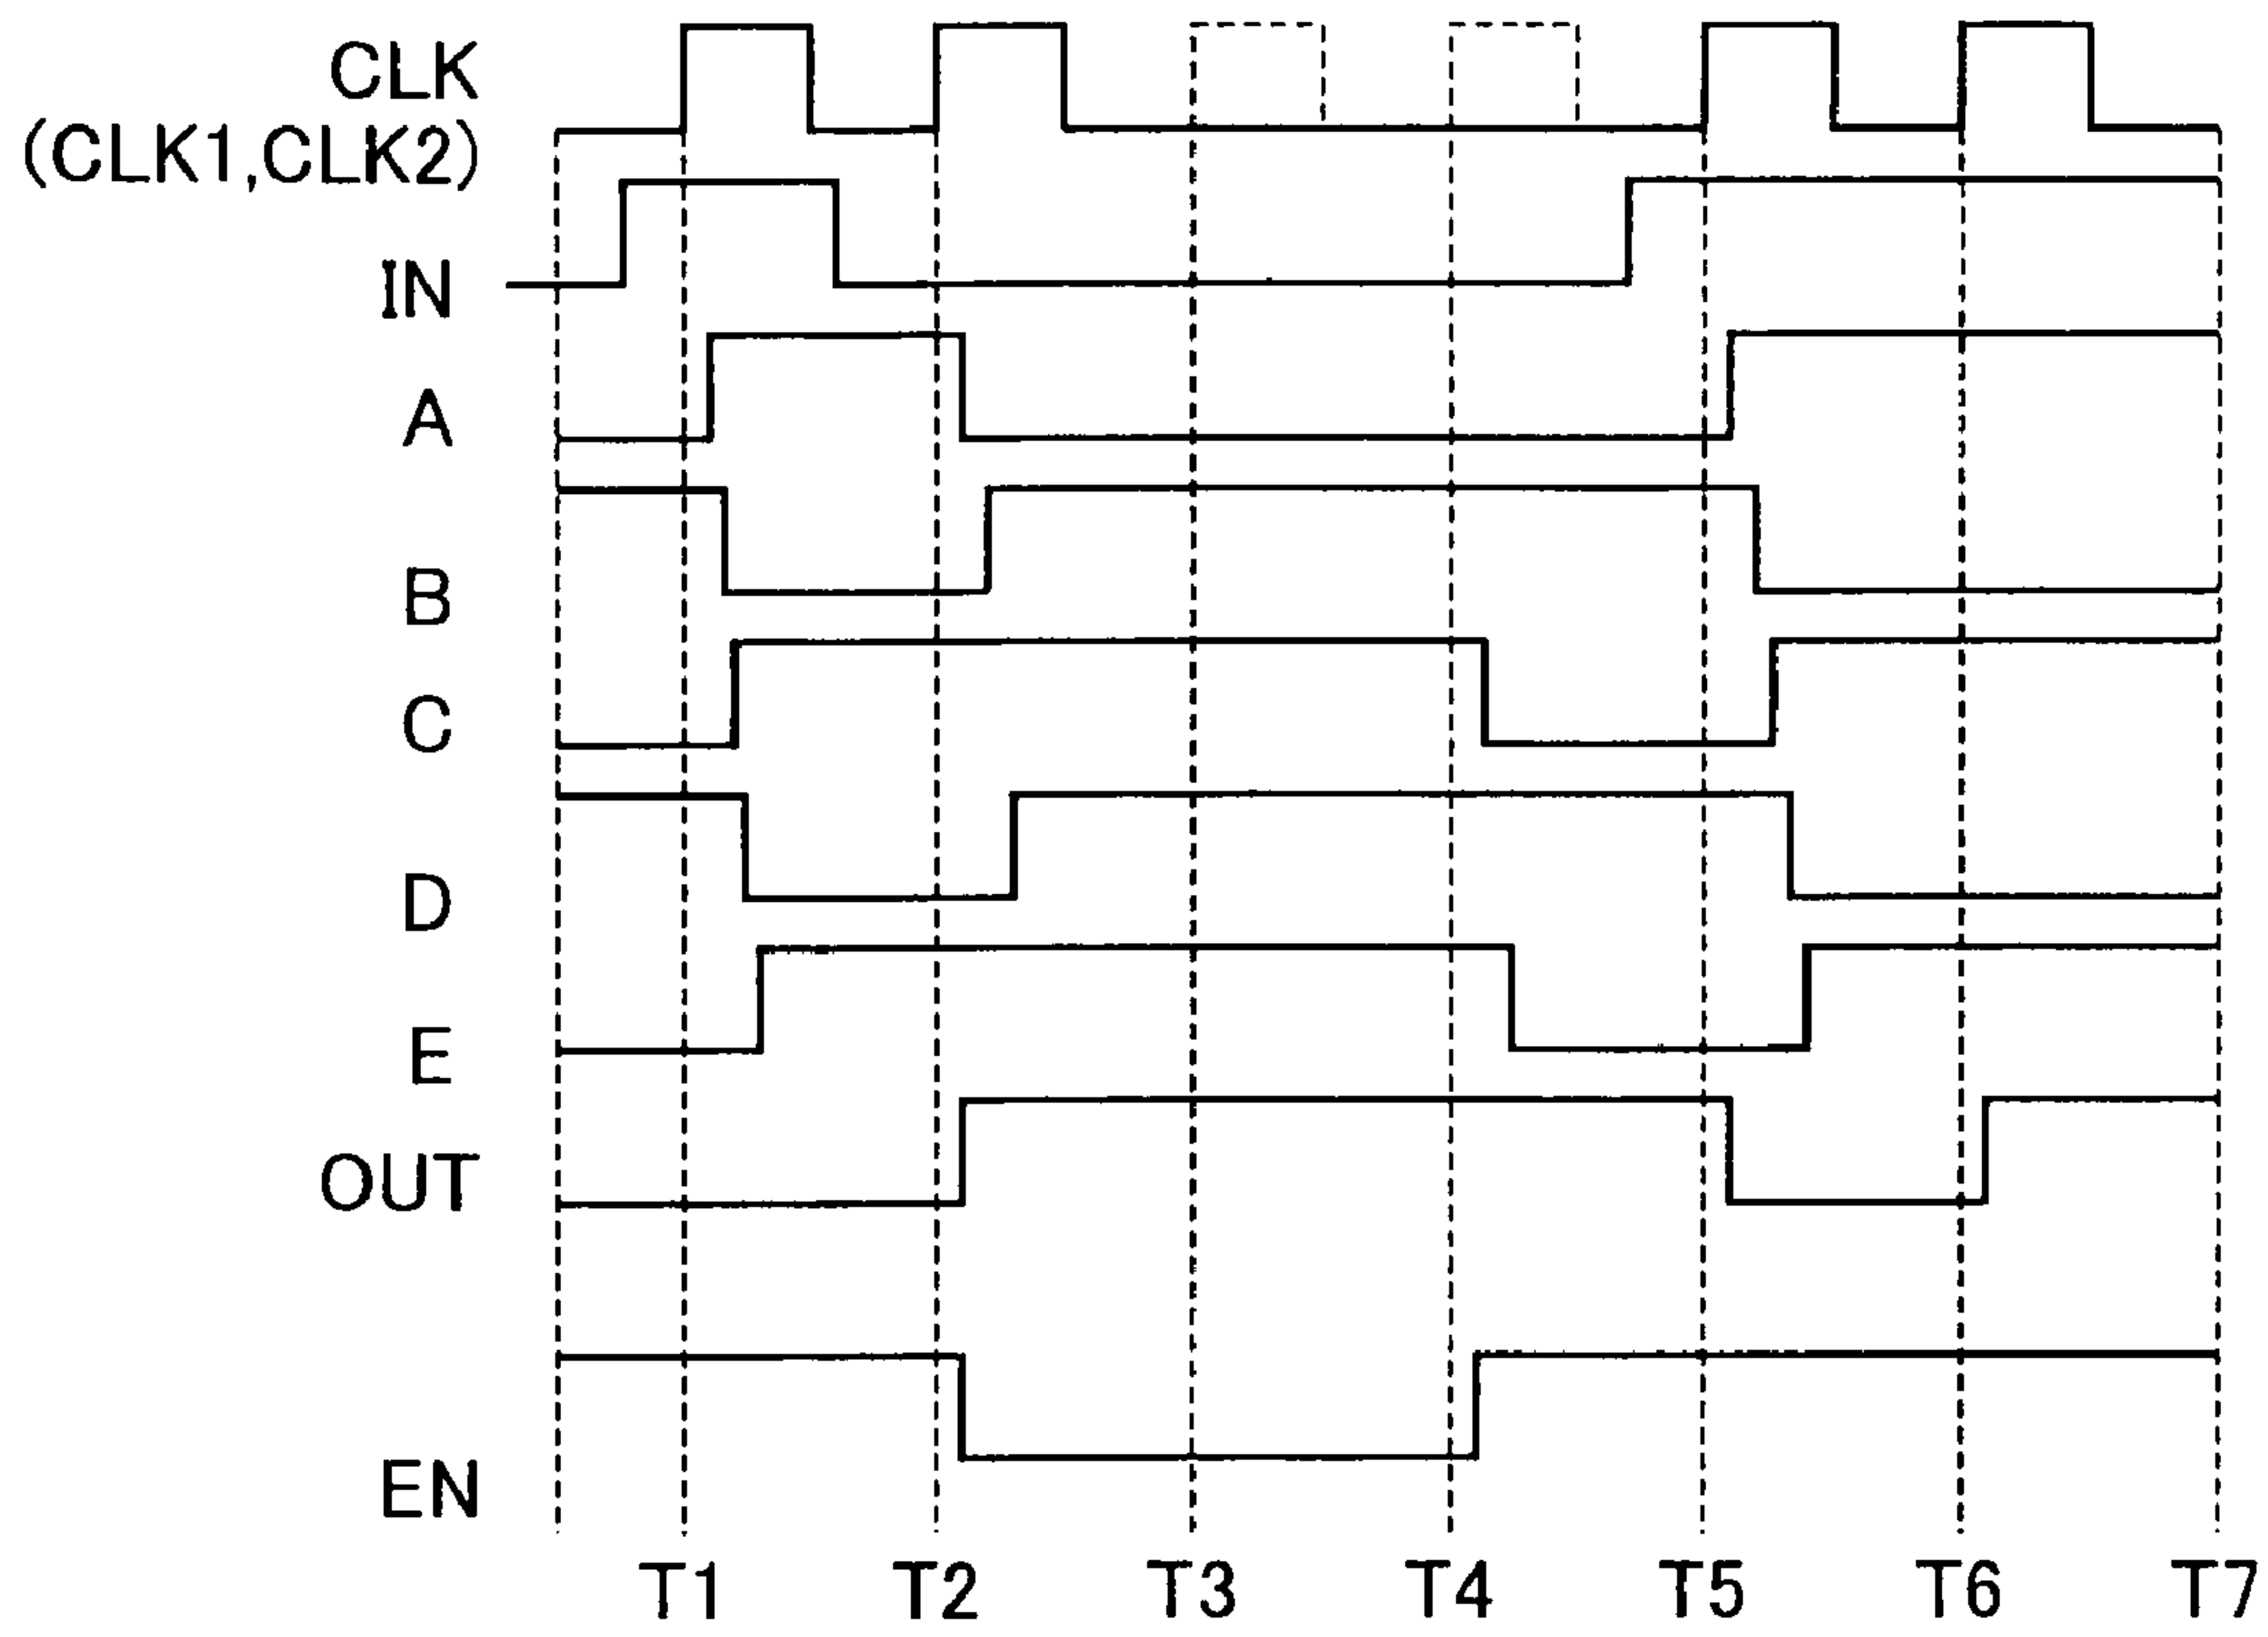 CLK
(CLK1,CLK2)
IN
A
B
C
D
E
OUT
EN
T1 T2 T3 T4 T5 T6 T7